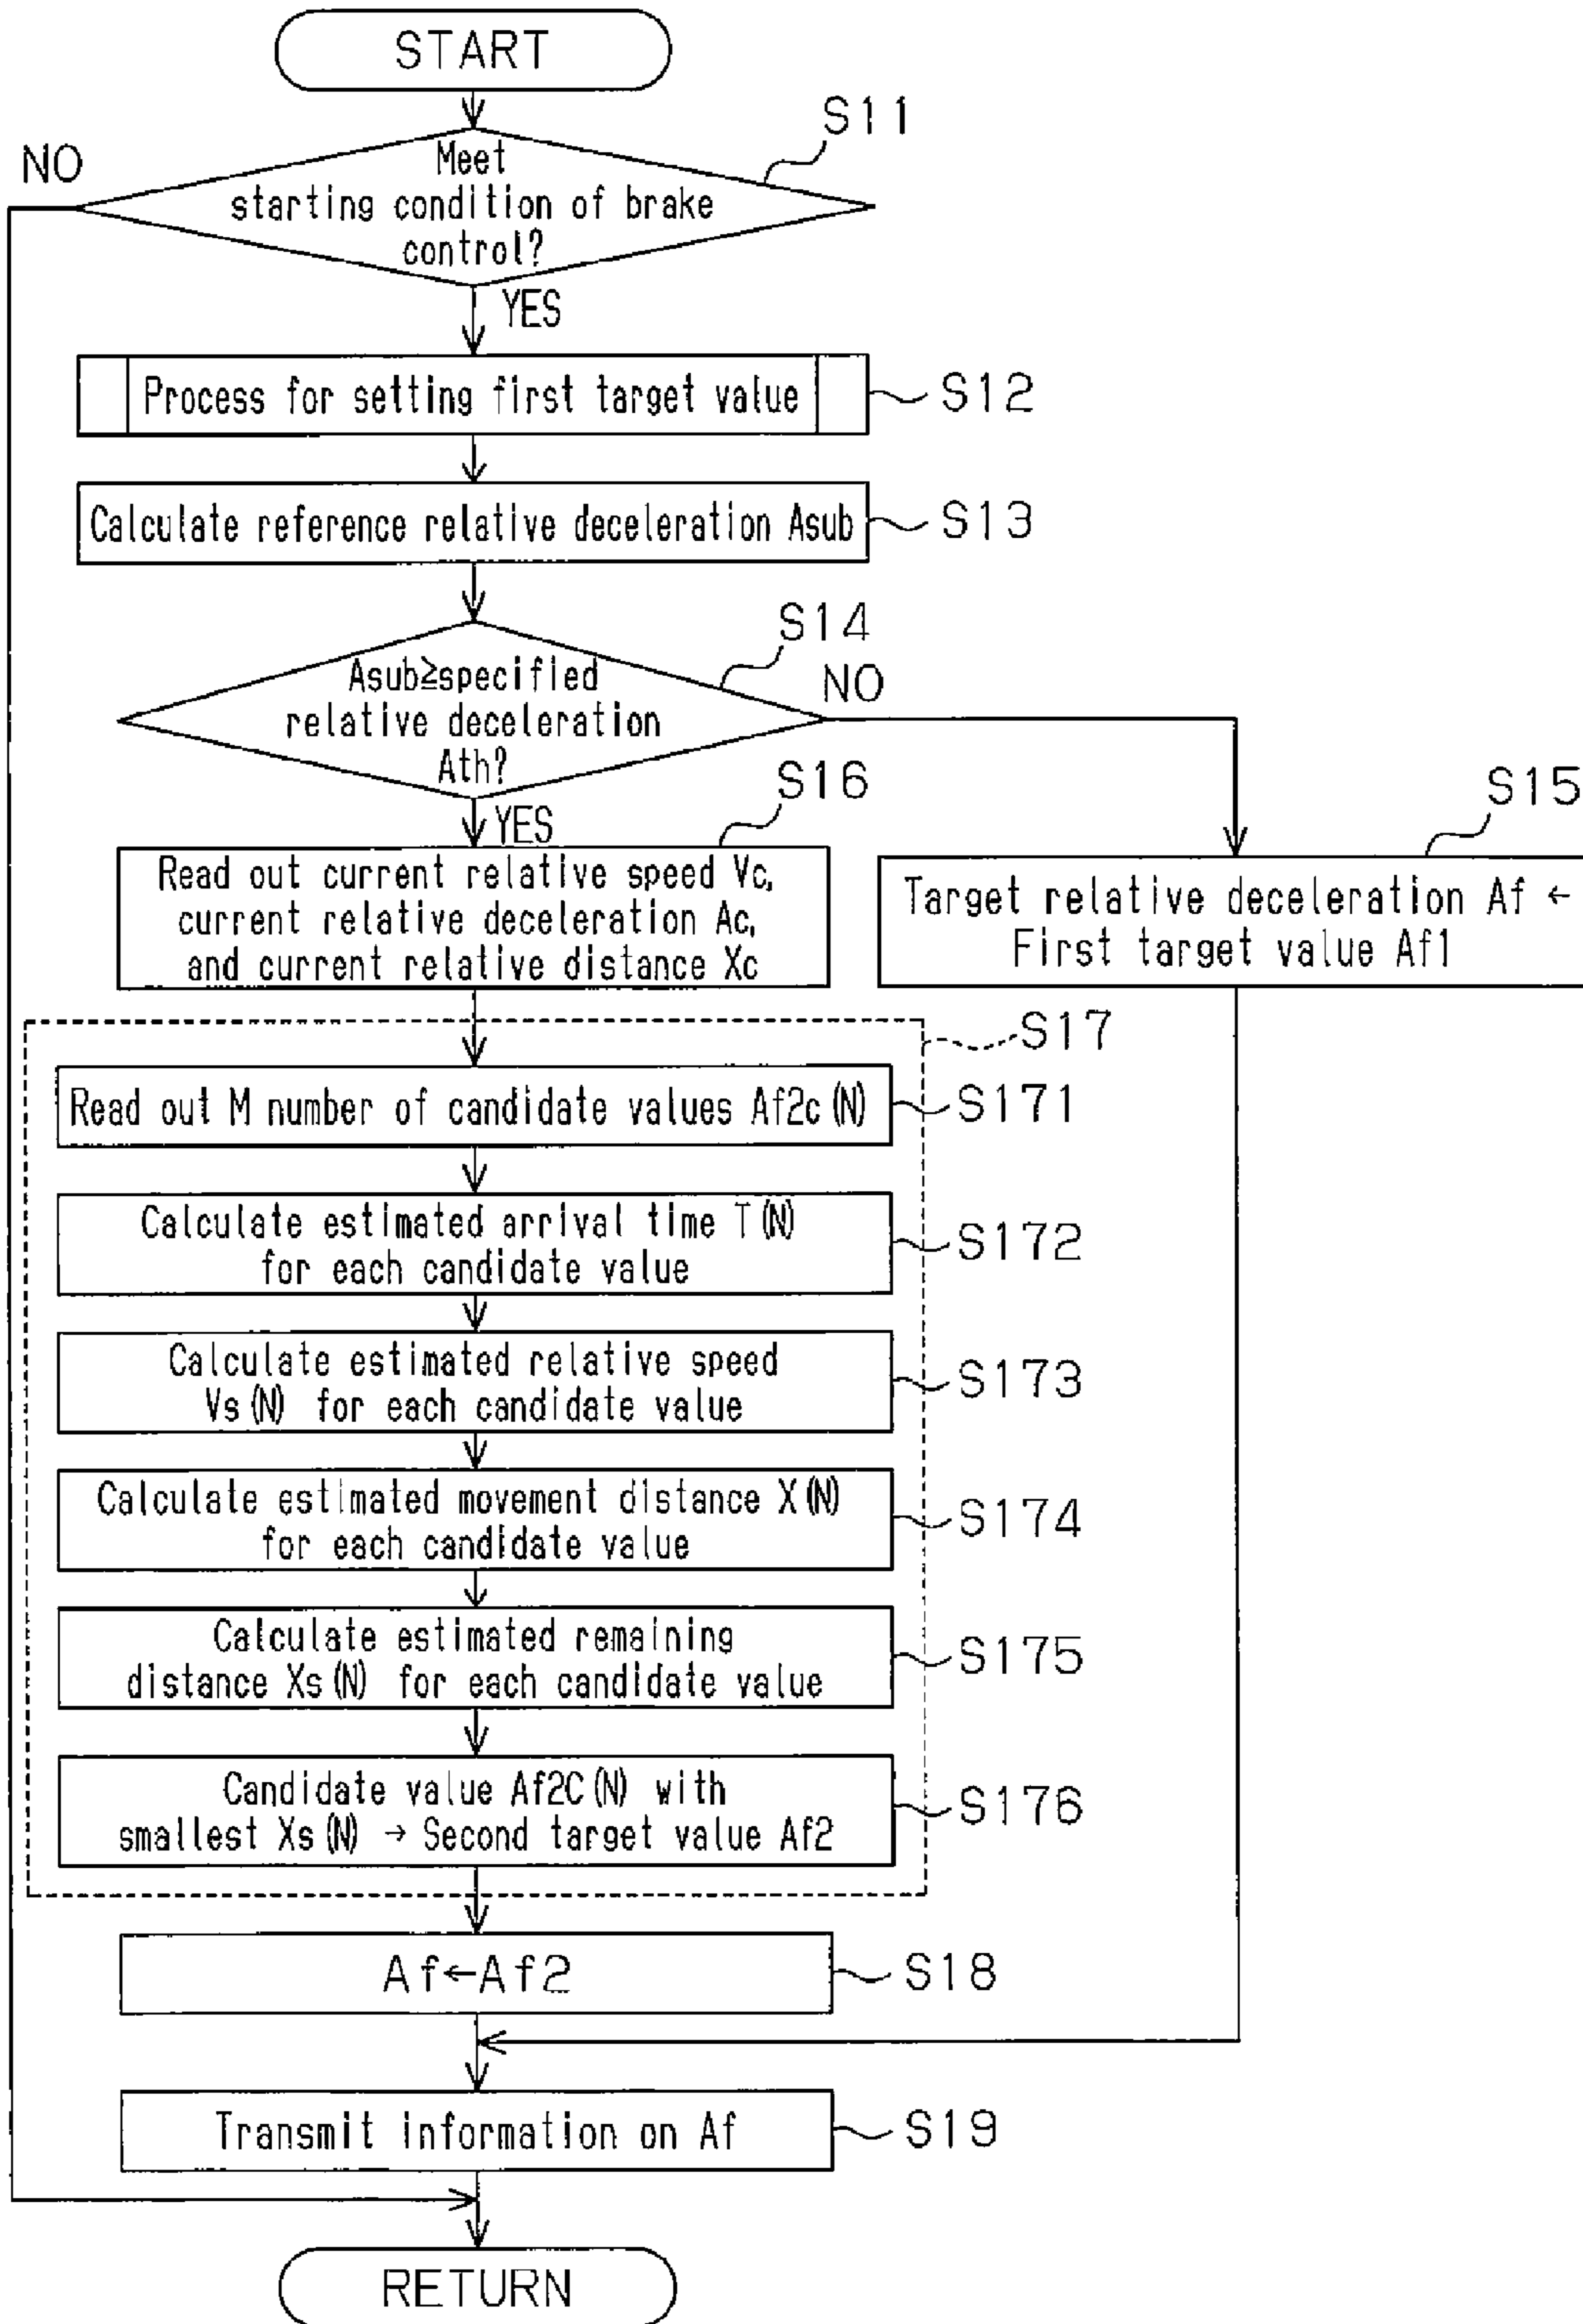 START
S11
NO
Meet
starting condition of brake
control?
YES
Process for setting first target value
S12
Calculate reference relative deceleration Asub
S13
S14
Asub≧specified
relative deceleration
Ath?
NO
YES
S16
Read out current relative speed Vc,
current relative deceleration Ac,
and current relative distance Xc
S15
Target relative deceleration Af ←
First target value Af1
S17
Read out M number of candidate values Af2c(N)
S171
Calculate estimated arrival time T(N)
for each candidate value
S172
Calculate estimated relative speed
Vs(N) for each candidate value
S173
Calculate estimated movement distance X(N)
for each candidate value
S174
Calculate estimated remaining
distance Xs(N) for each candidate value
S175
Candidate value Af2C(N) with
smallest Xs(N) → Second target value Af2
S176
Af←Af2
S18
Transmit information on Af
S19
RETURN